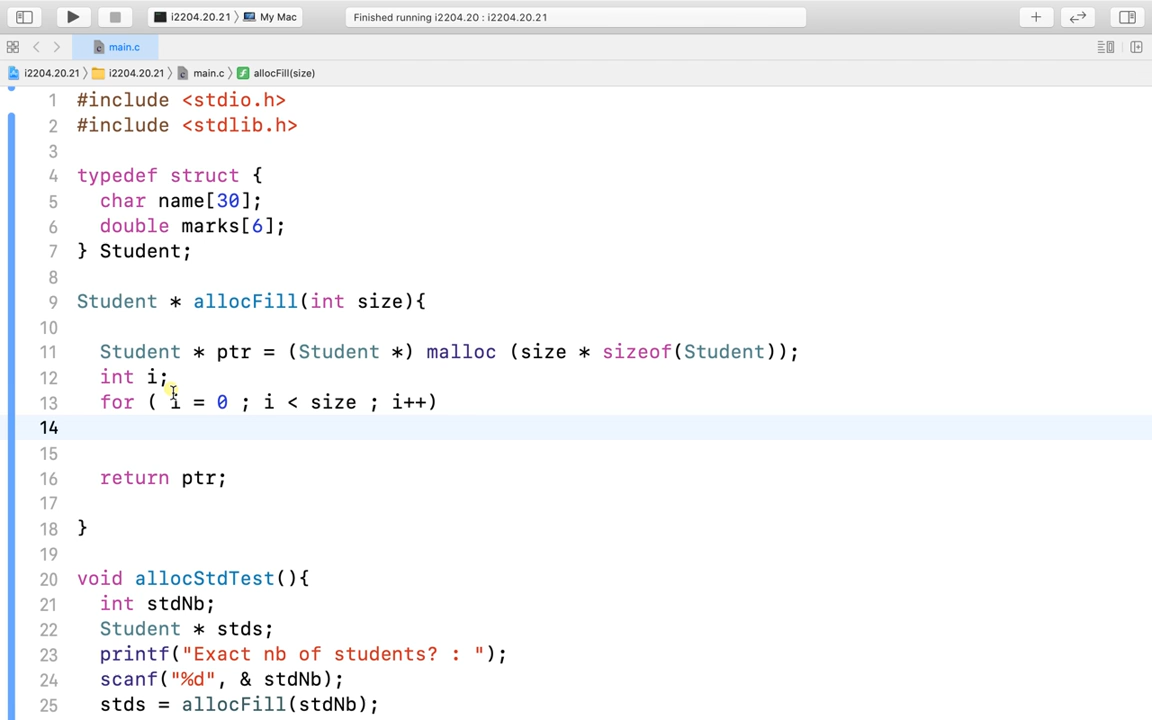 i2204.20.21 〉 My Mac
Finished running i2204.20 : i2204.20.21
main.c
i2204.20.21 〉 i2204.20.21 〉 main.c 〉 f allocFill(size)
1 #include <stdio.h>
2 #include <stdlib.h>
3
4 typedef struct {
5   char name[30];
6   double marks[6];
7 } Student;
8
9 Student * allocFill(int size){
10
11   Student * ptr = (Student *) malloc (size * sizeof(Student));
12   int i;
13   for ( i = 0 ; i < size ; i++)
14
15
16   return ptr;
17
18 }
19
20 void allocStdTest(){
21   int stdNb;
22   Student * stds;
23   printf("Exact nb of students? : ");
24   scanf("%d", & stdNb);
25   stds = allocFill(stdNb);